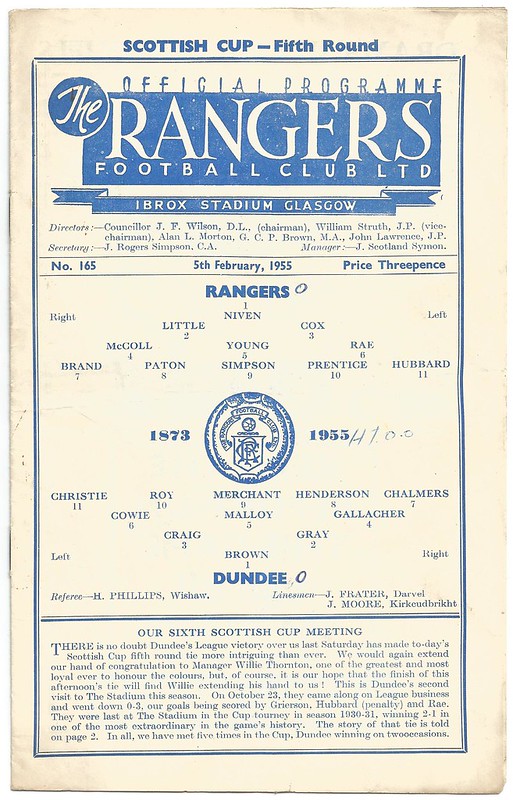 SCOTTISH CUP — Fifth Round
OFFICIAL PROGRAMME
The RANGERS
FOOTBALL CLUB LTD
IBROX STADIUM GLASGOW
Directors:—Councillor J. F. Wilson, D.L., (chairman), William Struth, J.P. (vice-
chairman), Alan L. Morton, G. C. P. Brown, M.A., John Lawrence, J.P.
Secretary:—J. Rogers Simpson, C.A. Manager:—J. Scotland Symon.
No. 165 5th February, 1955 Price Threepence
RANGERS 0
1
Right NIVEN Left
LITTLE COX
2 3
McCOLL YOUNG RAE
4 5 6
BRAND PATON SIMPSON PRENTICE HUBBARD
7 8 9 10 11
1873 1955 HT. 0-0
CHRISTIE ROY MERCHANT HENDERSON CHALMERS
11 10 9 8 7
COWIE MALLOY GALLACHER
6 5 4
CRAIG GRAY
3 2
Left BROWN Right
1
DUNDEE 0
Referee—H. PHILLIPS, Wishaw. Linesmen—J. FRATER, Darvel
J. MOORE, Kirkcudbrikht
OUR SIXTH SCOTTISH CUP MEETING
THERE is no doubt Dundee's League victory over us last Saturday has made to-day's
Scottish Cup fifth round tie more intriguing than ever. We would again extend
our hand of congratulation to Manager Willie Thornton, one of the greatest and most
loyal ever to honour the colours, but, of course, it is our hope that the finish of this
afternoon's tie will find Willie extending his hand to us! This is Dundee's second
visit to The Stadium this season. On October 23, they came along on League business
and went down 0-3, our goals being scored by Grierson, Hubbard (penalty) and Rae.
They were last at The Stadium in the Cup tourney in season 1930-31, winning 2-1 in
one of the most extraordinary in the game's history. The story of that tie is told
on page 2. In all, we have met five times in the Cup, Dundee winning on twooccasions.